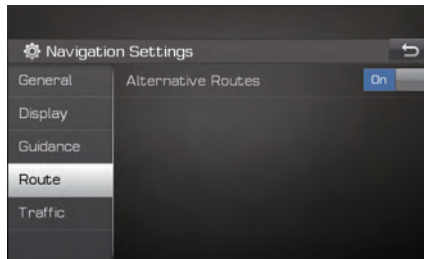 Navigation Settings
General
Alternative Routes
On
Display
Guidance
Route
Traffic